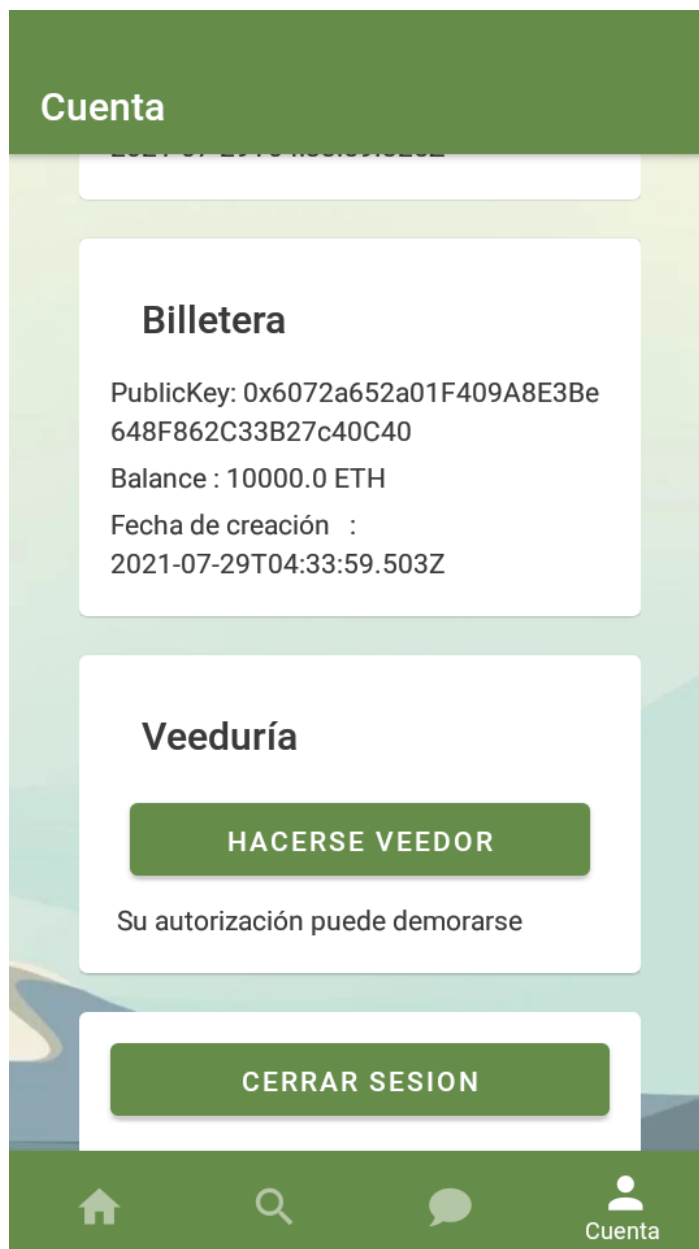 Cuenta
Billetera
PublicKey: 0x6072a652a01F409A8E3Be
648F862C33B27c40C40
Balance : 10000.0 ETH
Fecha de creación :
2021-07-29T04:33:59.503Z
Veeduría
HACERSE VEEDOR
Su autorización puede demorarse
CERRAR SESION
Cuenta